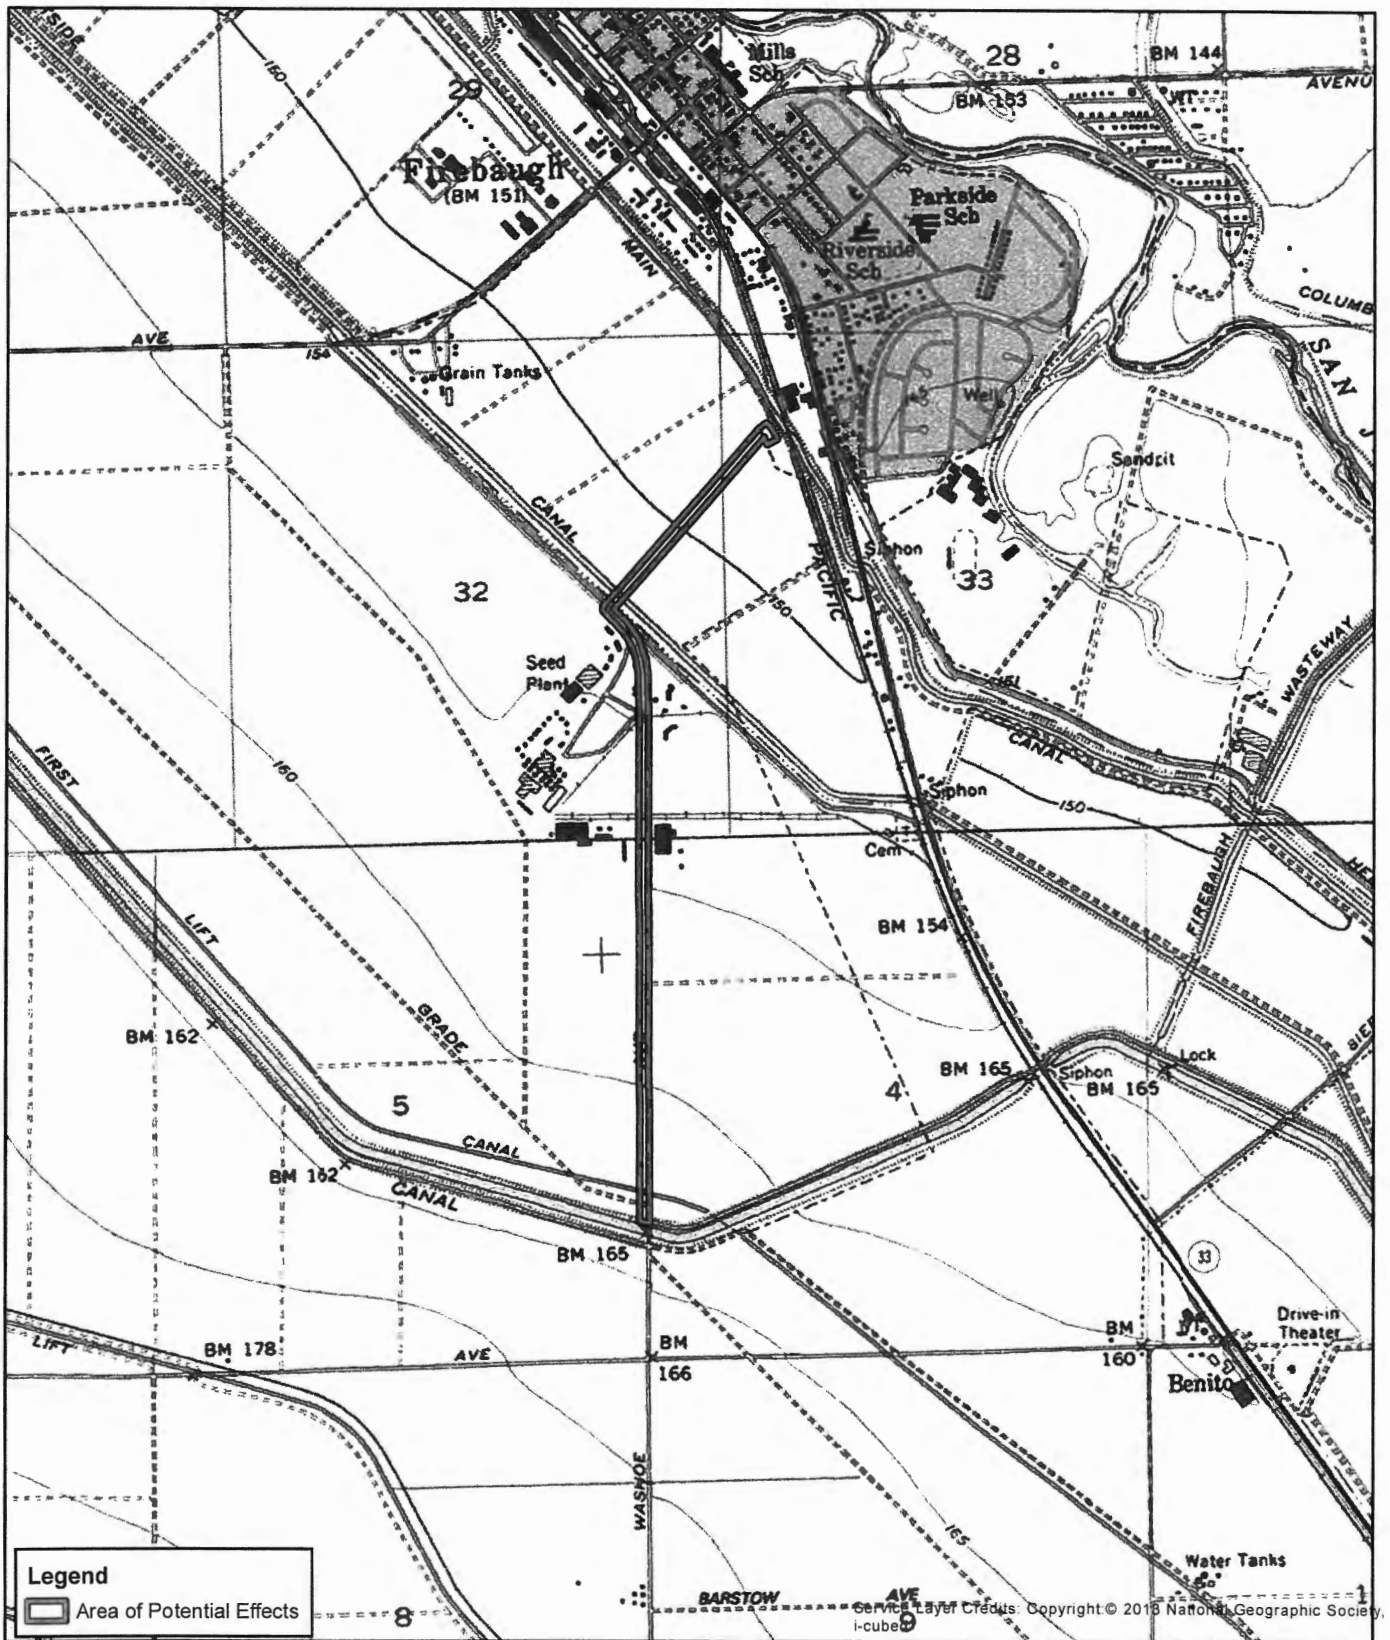 28
BM 144
Mills
Sch
AVENU
29
BM 153
150
Firebaugh
(BM 151)
Parkside
Sch
MAIN
Riverside
Sch
COLUMB
SAN
J
AVE
154
Grain Tanks
Well
Sandpit
CANAL
PACIFIC
Siphon
32
33
150
WASTEWAY
Seed
Plant
151
CANAL
FIRST
160
Siphon
150
Cem
FIREBAUGH
HE
LIFT
BM 154
GRADE
BM 162
BM 165
Siphon
Lock
BM 165
5
4
CANAL
BM 162
CANAL
BM 165
33
Drive-in
Theater
LIFT
BM 178
AVE
BM
166
BM
160
Benito
WASHOE
165
Water Tanks
Legend
Area of Potential Effects
8
BARSTOW AVE
9
1
Service Layer Credits: Copyright:© 2013 National Geographic Society,
i-cubed